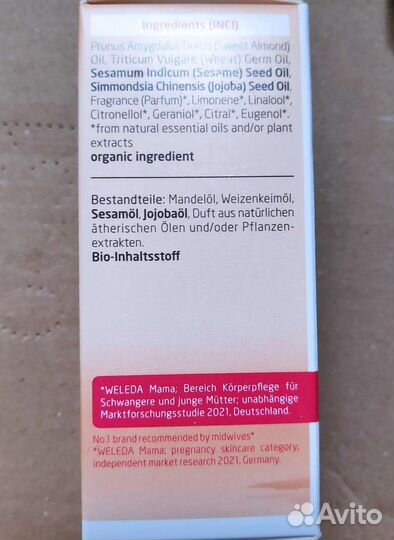 Ingredients (INCI)
Prunus Amygdalus Dulcis (Sweet Almond)
Oil, Triticum Vulgare (Wheat) Germ Oil,
Sesamum Indicum (Sesame) Seed Oil,
Simmondsia Chinensis (Jojoba) Seed Oil,
Fragrance (Parfum)*, Limonene*, Linalool*,
Citronellol*, Geraniol*, Citral*, Eugenol*.
*from natural essential oils and/or plant
extracts
organic ingredient
Bestandteile: Mandelöl, Weizenkeimöl,
Sesamöl, Jojobaöl, Duft aus natürlichen
ätherischen Ölen und/oder Pflanzen-
extrakten.
Bio-Inhaltsstoff
*WELEDA Mama; Bereich Körperpflege für
Schwangere und junge Mütter; unabhängige
Marktforschungsstudie 2021, Deutschland.
No.1 brand recommended by midwives*
*WELEDA Mama; pregnancy skincare category;
independent market research 2021, Germany.
Avito